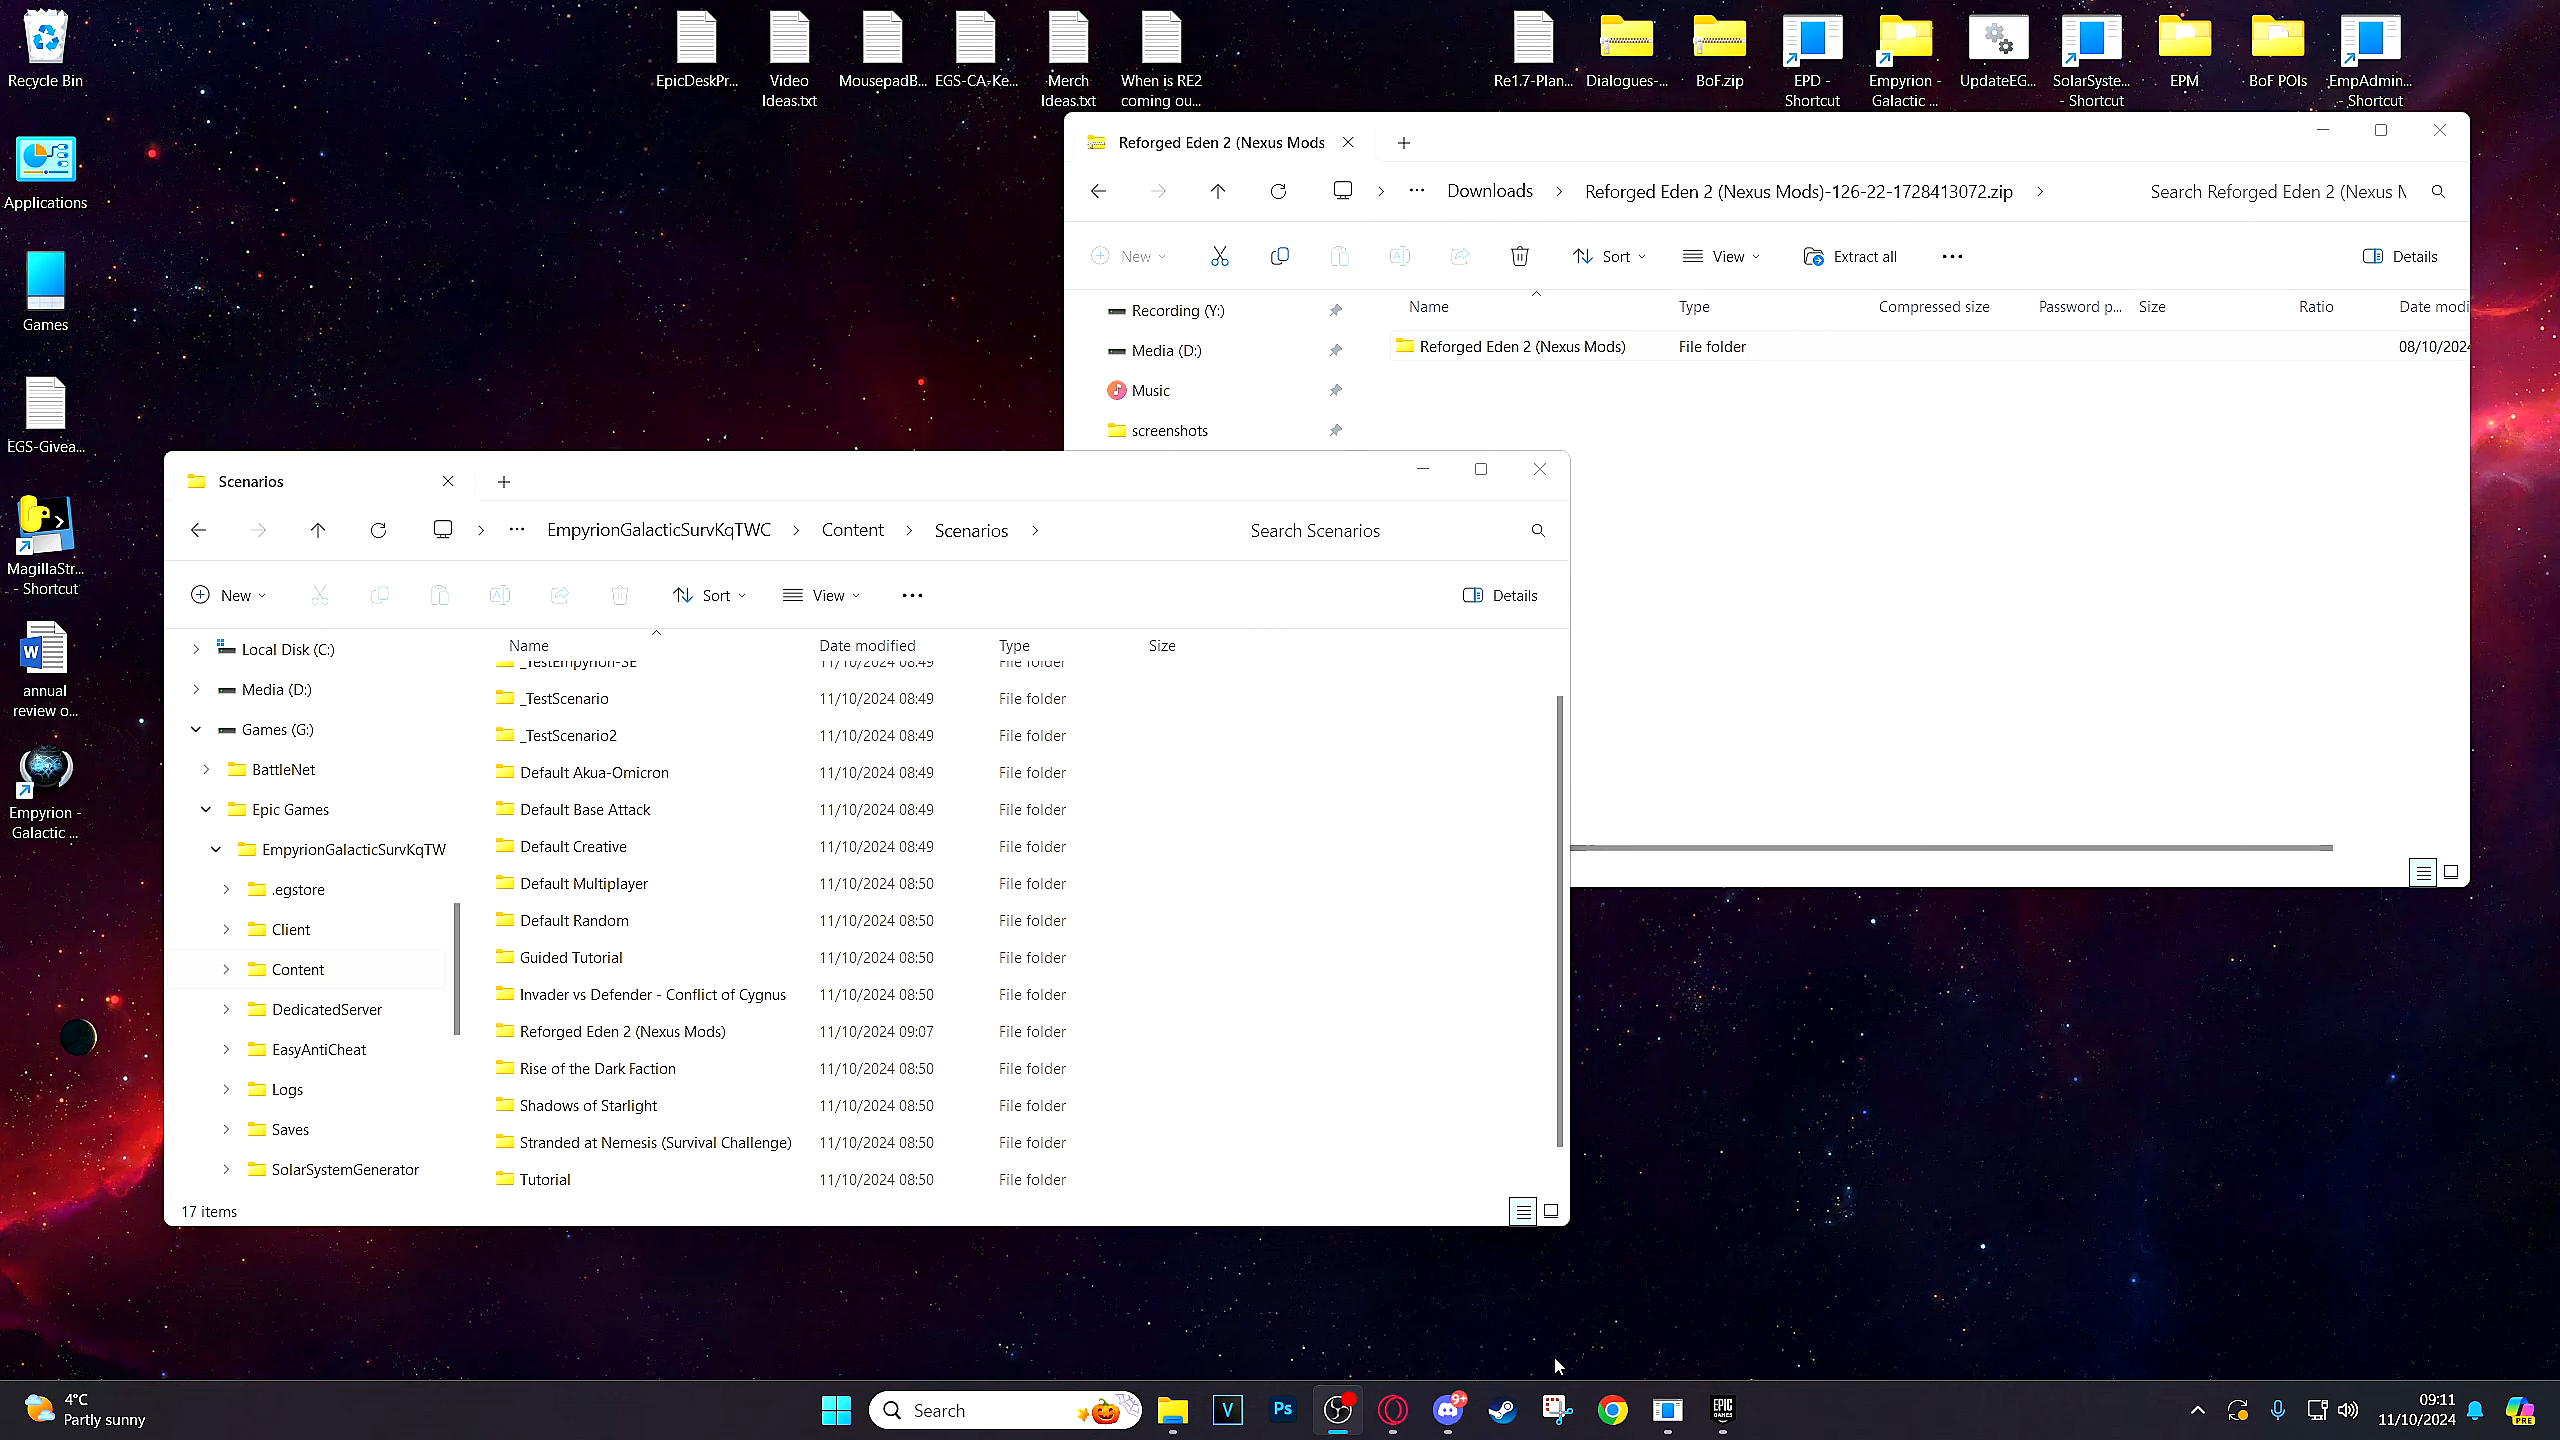 Recycle Bin
EpicDeskPr...
Video
Ideas.txt
MousepadB...
EGS-CA-Ke...
Merch
Ideas.txt
When is RE2
coming ou...
Re1.7-Plan...
Dialogues-...
BoF.zip
EPD -
Shortcut
Empyrion -
Galactic ...
UpdateEG...
SolarSyste...
- Shortcut
EPM
BoF POIs
EmpAdmin...
- Shortcut
Applications
Games
EGS-Givea...
MagillaStr...
- Shortcut
annual
review o...
Empyrion -
Galactic ...
Reforged Eden 2 (Nexus Mods
Downloads
Reforged Eden 2 (Nexus Mods)-126-22-1728413072.zip
Search Reforged Eden 2 (Nexus M
New
Sort
View
Extract all
Details
Name Type Compressed size Password p... Size Ratio Date modi
Recording (Y:)
Media (D:)
Music
screenshots
Reforged Eden 2 (Nexus Mods) File folder 08/10/2024
Scenarios
EmpyrionGalacticSurvKqTWC
Content
Scenarios
Search Scenarios
New
Sort
View
Details
Local Disk (C:)
Media (D:)
Games (G:)
BattleNet
Epic Games
EmpyrionGalacticSurvKqTW
.egstore
Client
Content
DedicatedServer
EasyAntiCheat
Logs
Saves
SolarSystemGenerator
Name Date modified Type Size
_TestEmpyrion-SE 11/10/2024 08:49 File folder
_TestScenario 11/10/2024 08:49 File folder
_TestScenario2 11/10/2024 08:49 File folder
Default Akua-Omicron 11/10/2024 08:49 File folder
Default Base Attack 11/10/2024 08:49 File folder
Default Creative 11/10/2024 08:49 File folder
Default Multiplayer 11/10/2024 08:50 File folder
Default Random 11/10/2024 08:50 File folder
Guided Tutorial 11/10/2024 08:50 File folder
Invader vs Defender - Conflict of Cygnus 11/10/2024 08:50 File folder
Reforged Eden 2 (Nexus Mods) 11/10/2024 09:07 File folder
Rise of the Dark Faction 11/10/2024 08:50 File folder
Shadows of Starlight 11/10/2024 08:50 File folder
Stranded at Nemesis (Survival Challenge) 11/10/2024 08:50 File folder
Tutorial 11/10/2024 08:50 File folder
17 items
4°C
Partly sunny
Search
V
Ps
9+
EPIC
GAMES
09:11
11/10/2024
PRE